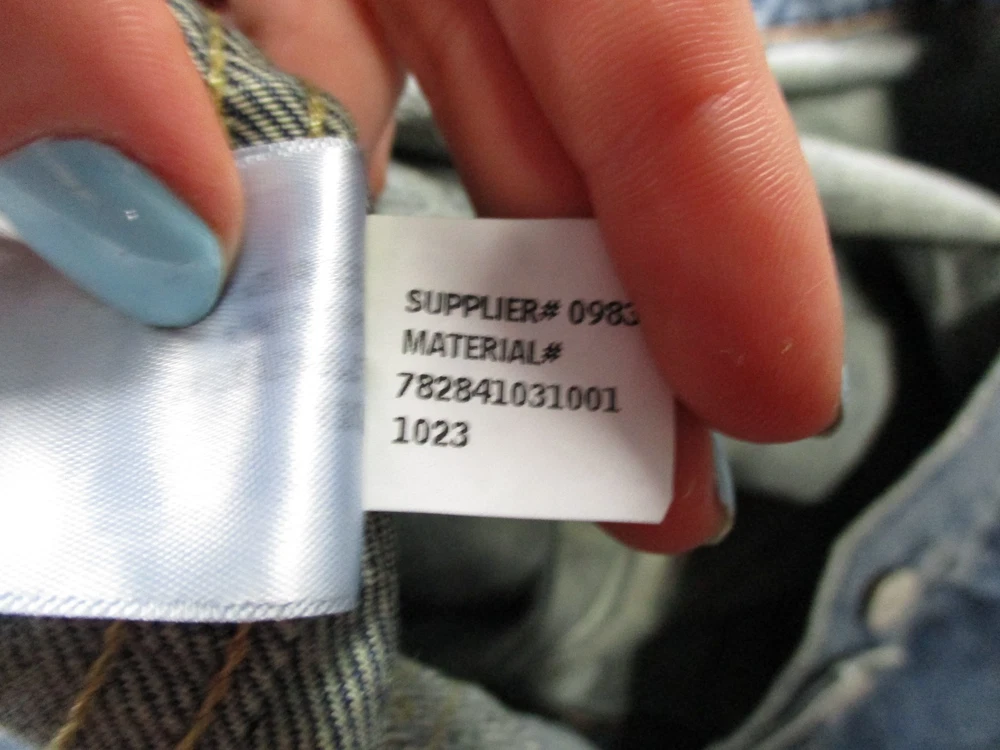 SUPPLIER# 0983
MATERIAL#
782841031001
1023